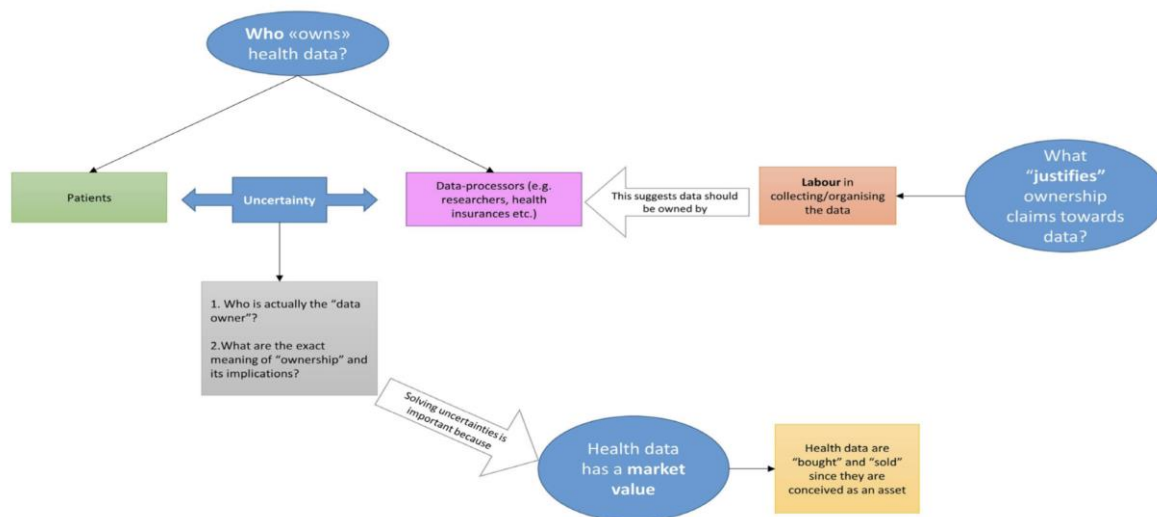 Who «owns»
health data?
Patients
Uncertainty
Data-processors (e.g.
researchers, health
insurances etc.)
This suggests data should
be owned by
Labour in
collecting/organising
the data
What
“justifies”
ownership
claims towards
data?
1. Who is actually the “data
owner”?
2.What are the exact
meaning of “ownership” and
its implications?
Solving uncertainties is
important because
Health data
has a market
value
Health data are
“bought” and “sold”
since they are
conceived as an asset